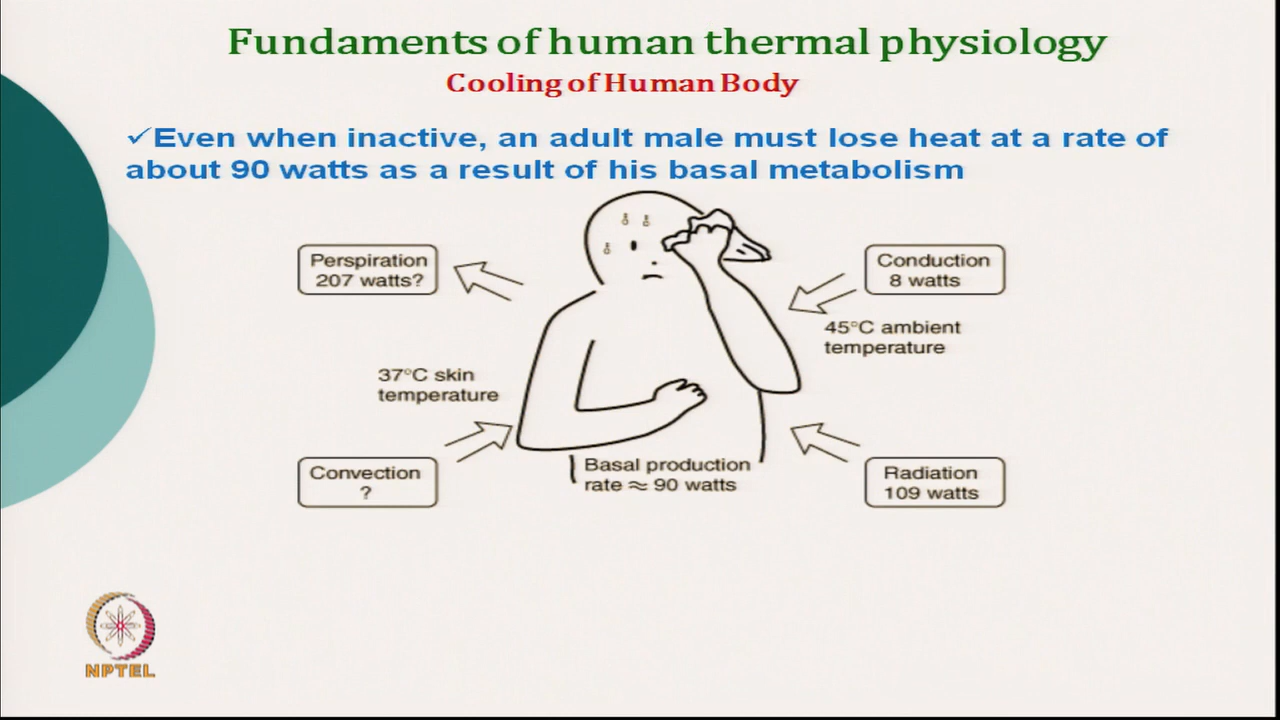 Fundaments of human thermal physiology
Cooling of Human Body
✓Even when inactive, an adult male must lose heat at a rate of
about 90 watts as a result of his basal metabolism
Perspiration
207 watts?
Conduction
8 watts
45°C ambient
temperature
37°C skin
temperature
Convection
?
Basal production
rate ≈ 90 watts
Radiation
109 watts
NPTEL